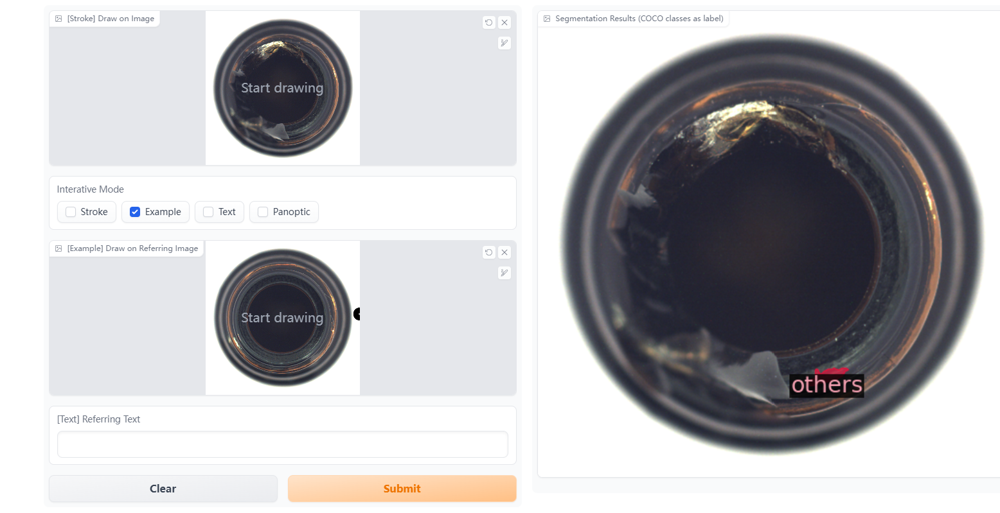 [Stroke] Draw on Image
Start drawing
Interative Mode
Stroke
Example
Text
Panoptic
[Example] Draw on Referring Image
Start drawing
[Text] Referring Text
Clear
Submit
Segmentation Results (COCO classes as label)
others